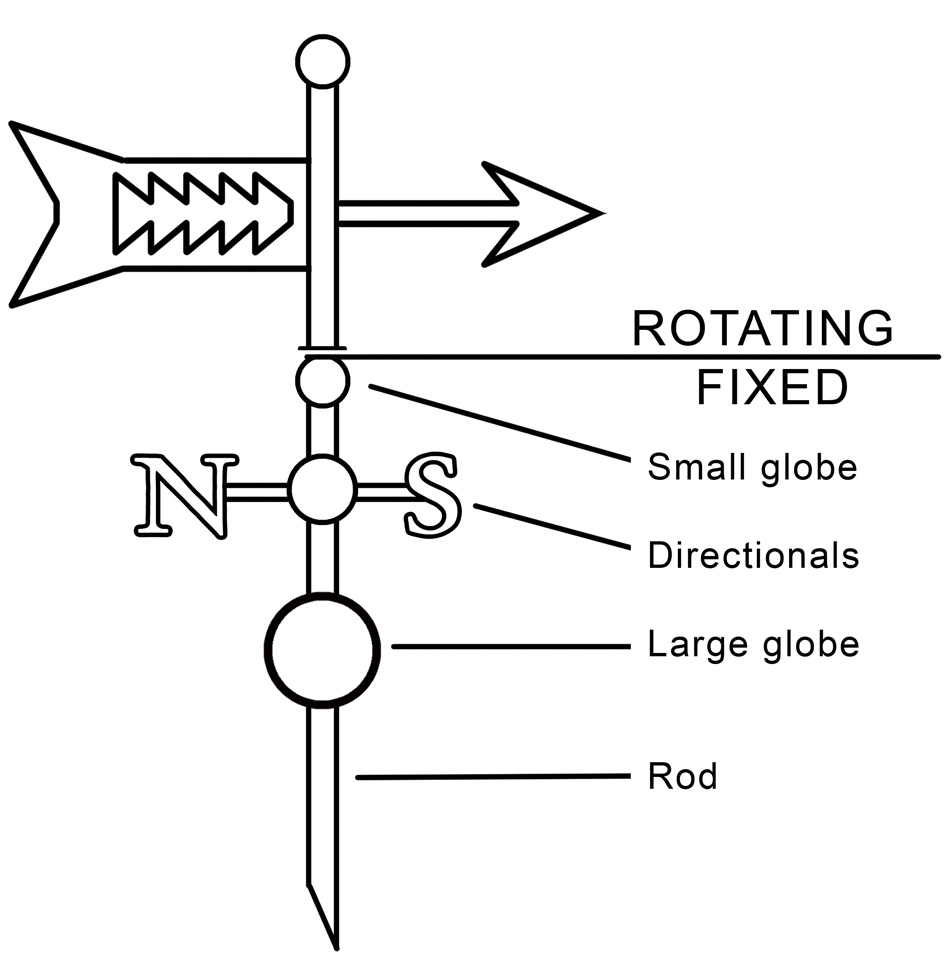 ROTATING
FIXED
Small globe
N S
Directionals
Large globe
Rod